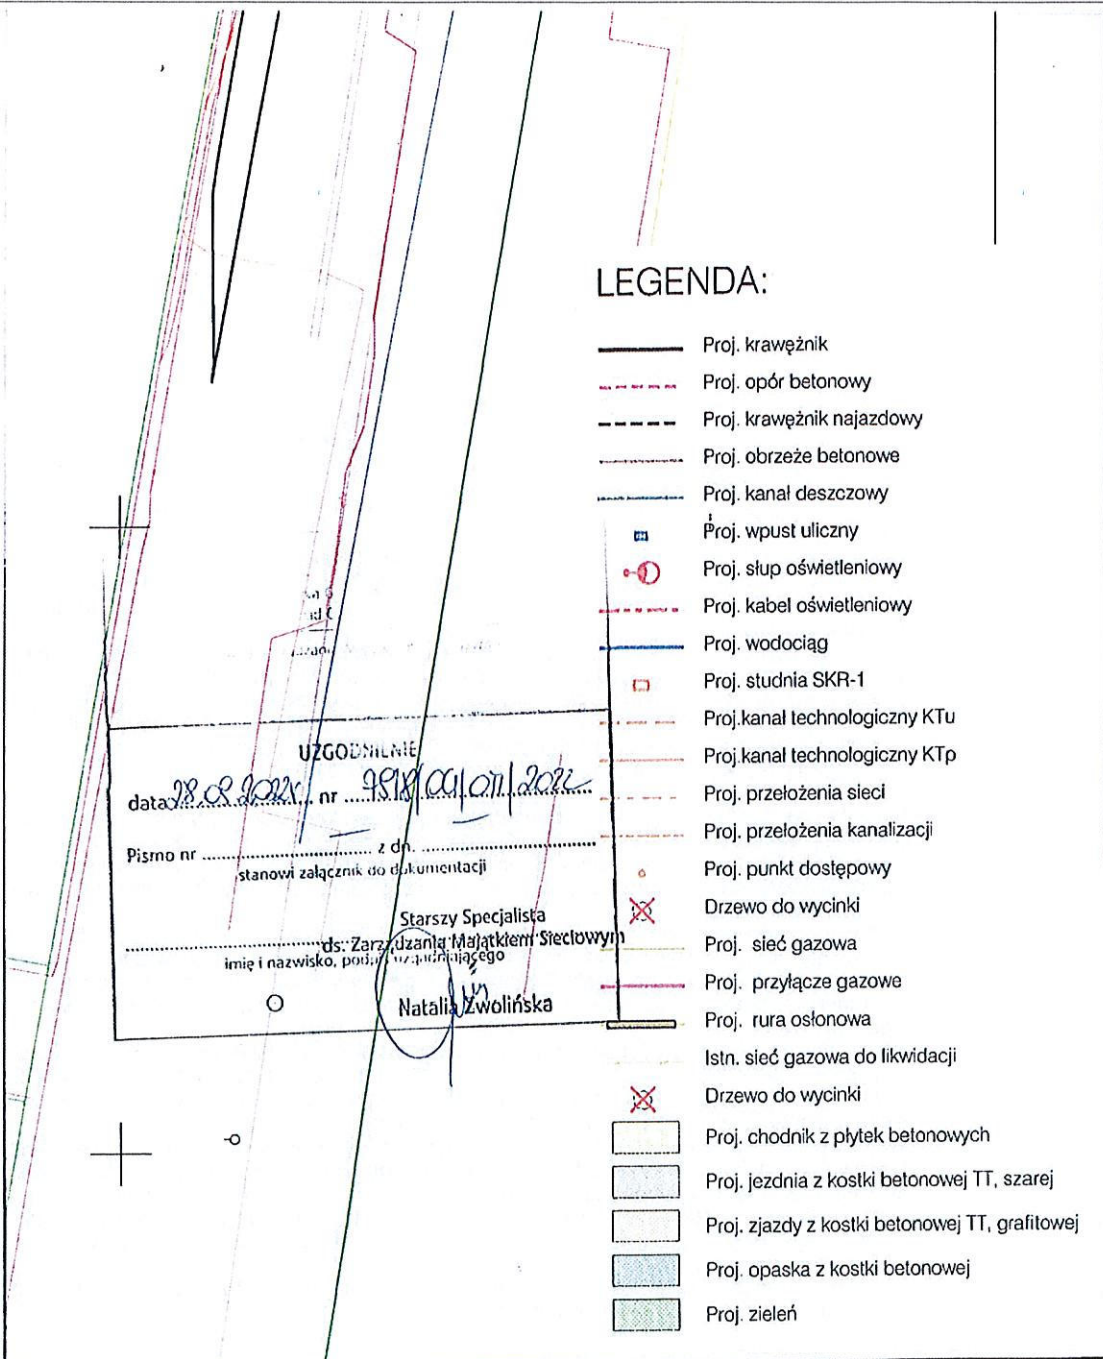 LEGENDA:
Proj. krawężnik
Proj. opór betonowy
Proj. krawężnik najazdowy
Proj. obrzeże betonowe
Proj. kanał deszczowy
Proj. wpust uliczny
Proj. słup oświetleniowy
Proj. kabel oświetleniowy
Proj. wodociąg
Proj. studnia SKR-1
Proj.kanał technologiczny KTu
Proj.kanał technologiczny KTp
Proj. przełożenia sieci
Proj. przełożenia kanalizacji
Proj. punkt dostępowy
Drzewo do wycinki
Proj. sieć gazowa
Proj. przyłącze gazowe
Proj. rura osłonowa
Istn. sieć gazowa do likwidacji
Drzewo do wycinki
Proj. chodnik z płytek betonowych
Proj. jezdnia z kostki betonowej TT, szarej
Proj. zjazdy z kostki betonowej TT, grafitowej
Proj. opaska z kostki betonowej
Proj. zieleń
UZGODNIENIE
data 28.09.2022r. nr
Pismo nr z dn.
stanowi załącznik do dokumentacji
Starszy Specjalista
ds. Zarządzania Majątkiem Sieciowym
imię i nazwisko, podpis uzgadniającego
Natalia Zwolińska